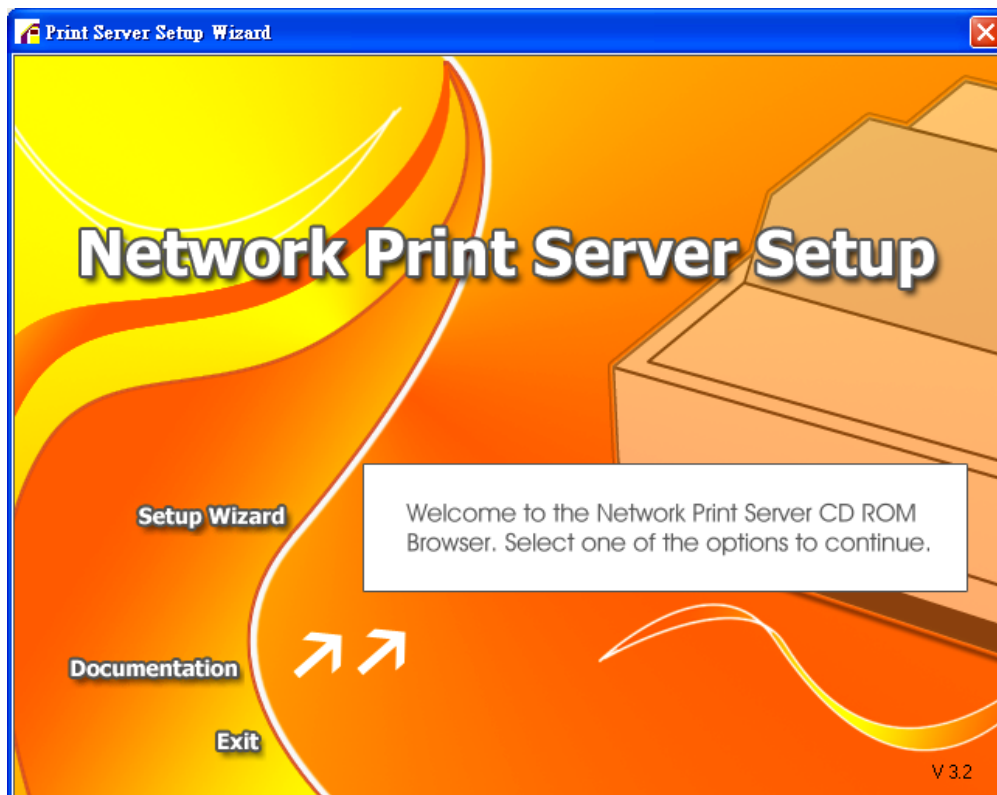 Print Server Setup Wizard
Network Print Server Setup
Setup Wizard
Welcome to the Network Print Server CD ROM
Browser. Select one of the options to continue.
Documentation
Exit
V 3.2